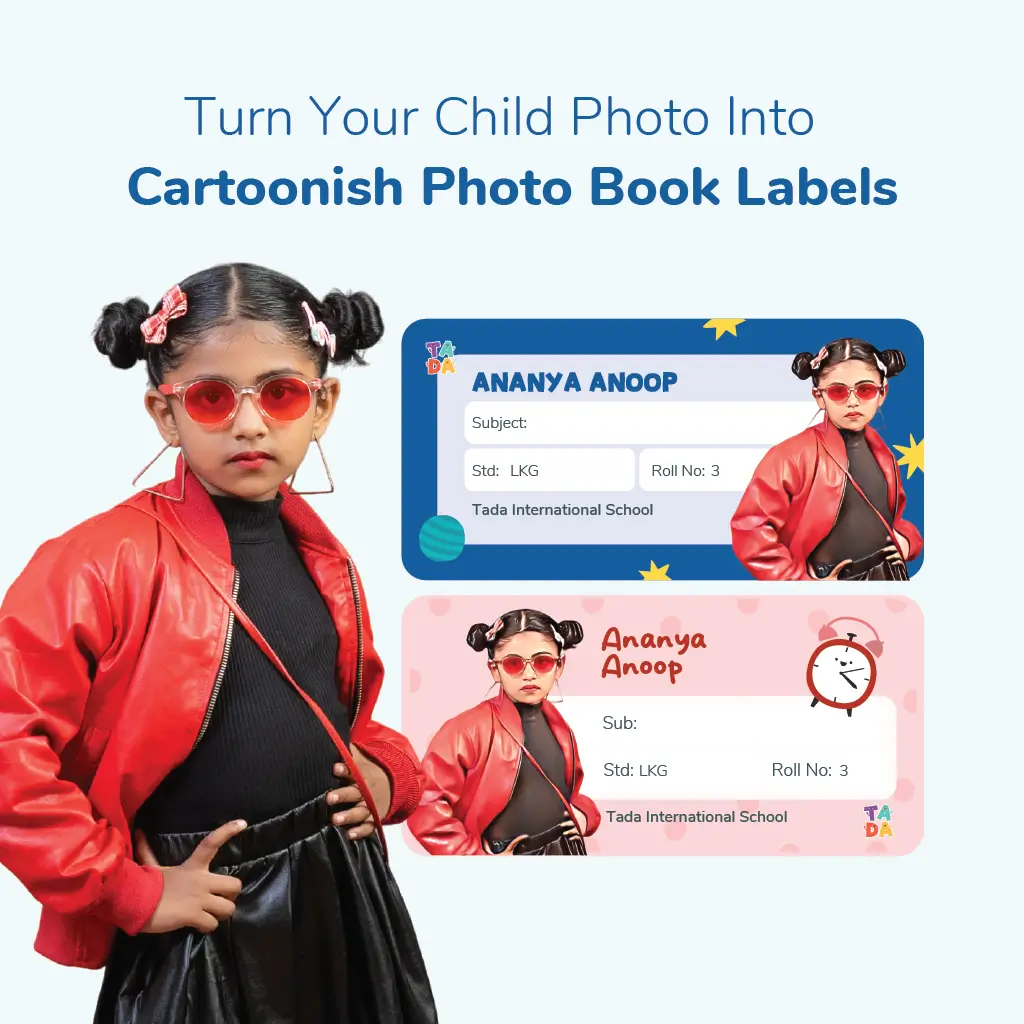 Turn Your Child Photo Into
Cartoonish Photo Book Labels
TA
DA
ANANYA ANOOP
Subject:
Std: LKG
Roll No: 3
Tada International School
Ananya
Anoop
Sub:
Std: LKG
Roll No: 3
Tada International School
TA
DA